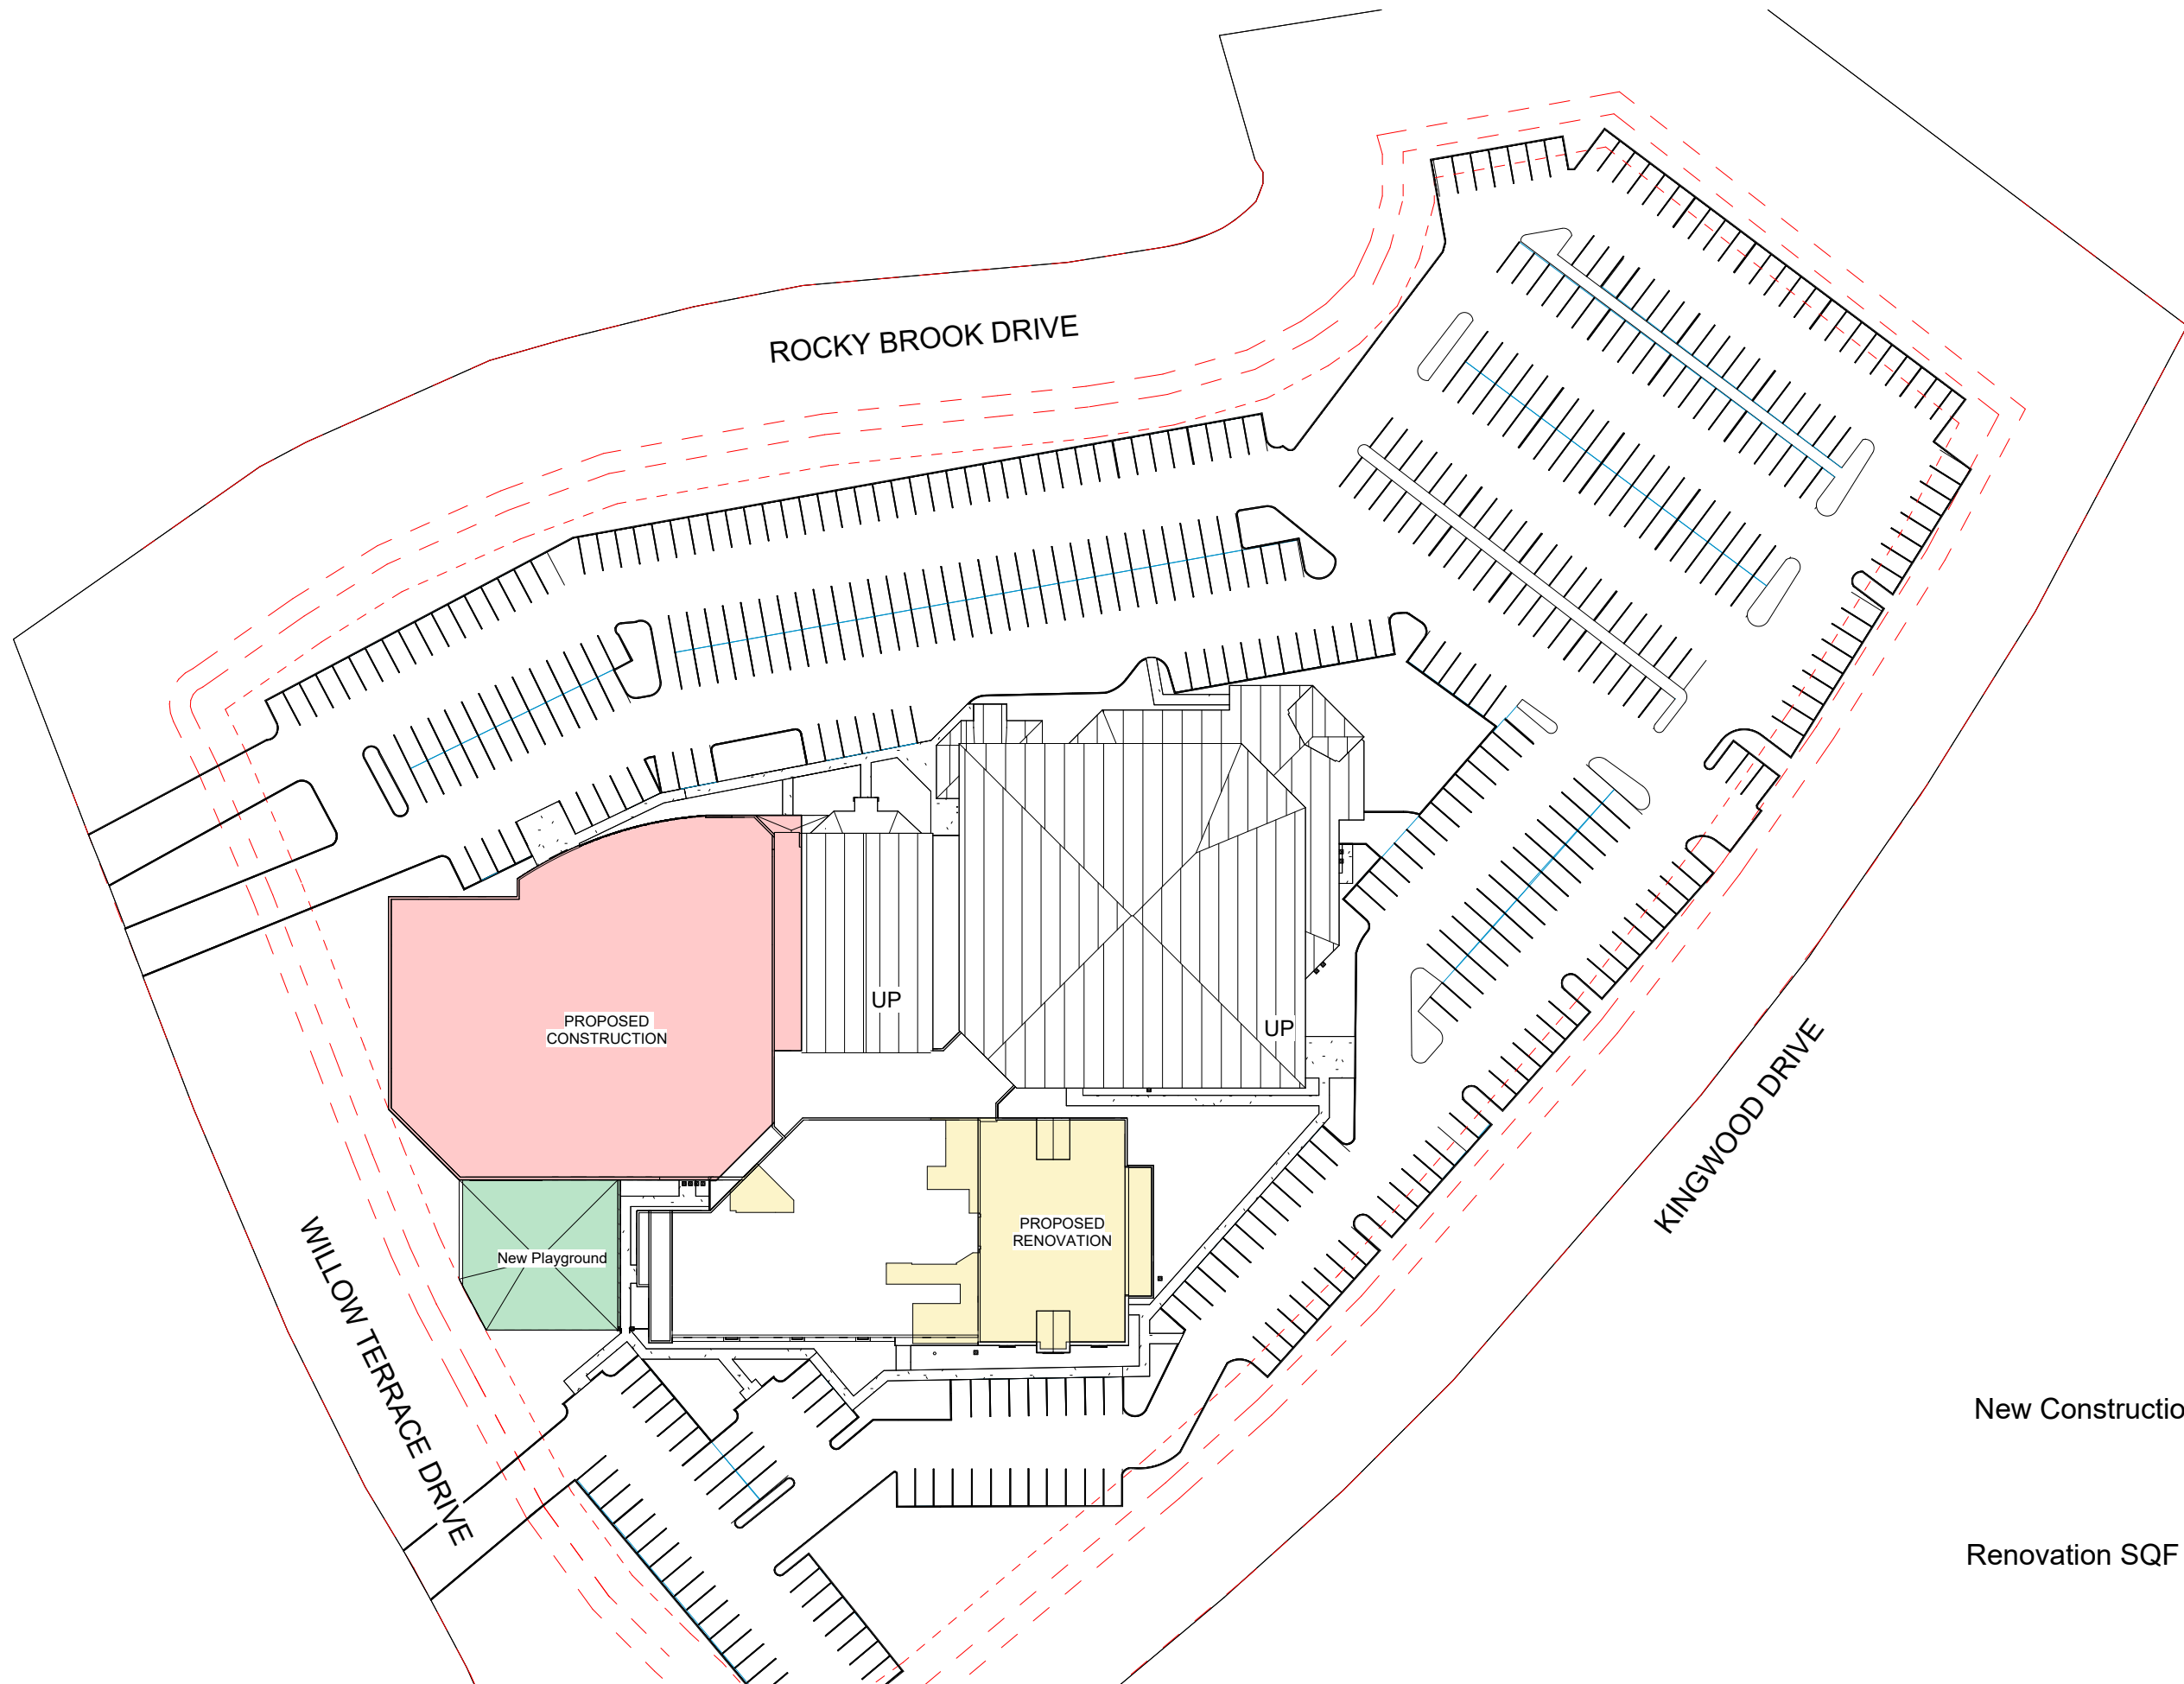 ROCKY BROOK DRIVE
UP
UP
PROPOSED
CONSTRUCTION
KINGWOOD DRIVE
PROPOSED
RENOVATION
New Playground
WILLOW TERRACE DRIVE
New Constructio
Renovation SQF